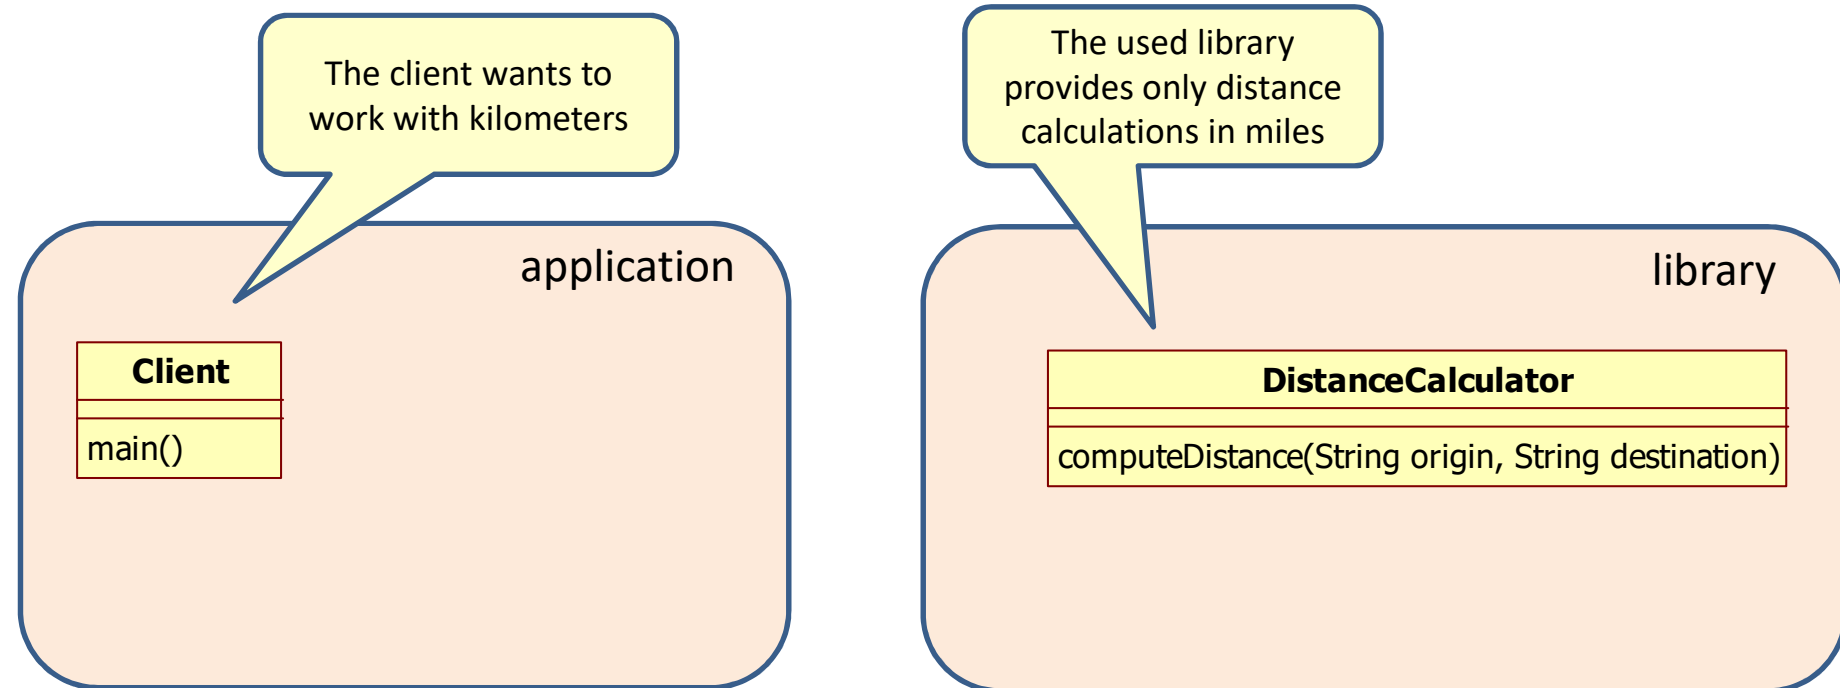 The client wants to
work with kilometers
The used library
provides only distance
calculations in miles
application
Client
main()
library
DistanceCalculator
computeDistance(String origin, String destination)